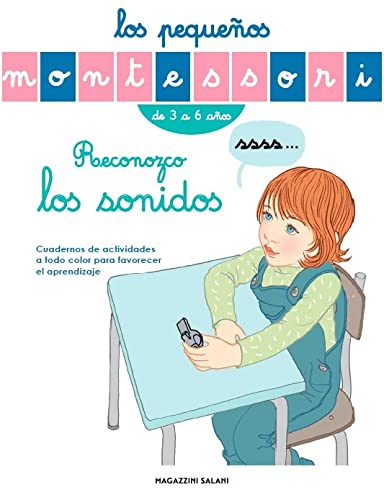 los pequeños
montessori
de 3 a 6 años
ssss...
Reconozco
los sonidos
Cuadernos de actividades
a todo color para favorecer
el aprendizaje
MAGAZZINI SALANI